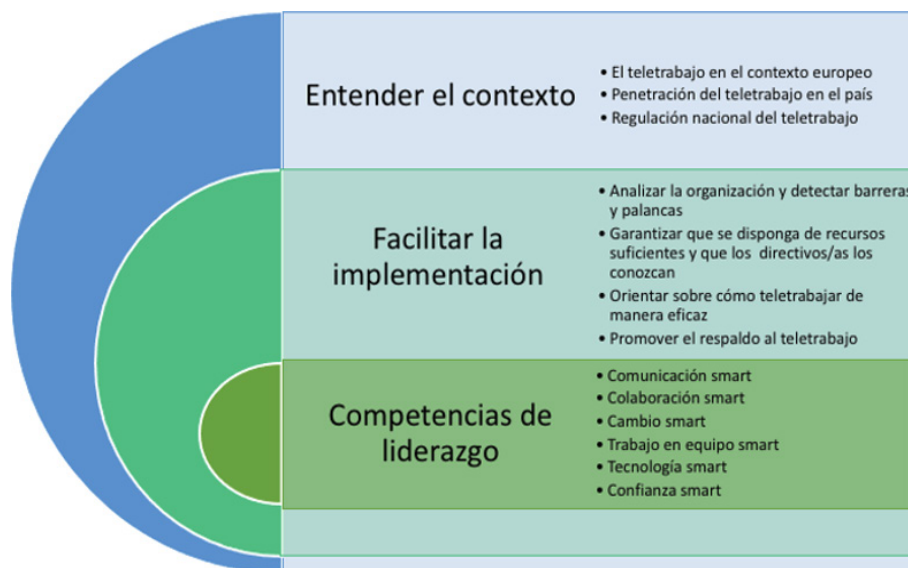 Entender el contexto
• El teletrabajo en el contexto europeo
• Penetración del teletrabajo en el país
• Regulación nacional del teletrabajo
Facilitar la
implementación
• Analizar la organización y detectar barreras
y palancas
• Garantizar que se disponga de recursos
suficientes y que los directivos/as los
conozcan
• Orientar sobre cómo teletrabajar de
manera eficaz
• Promover el respaldo al teletrabajo
Competencias de
liderazgo
• Comunicación smart
• Colaboración smart
• Cambio smart
• Trabajo en equipo smart
• Tecnología smart
• Confianza smart